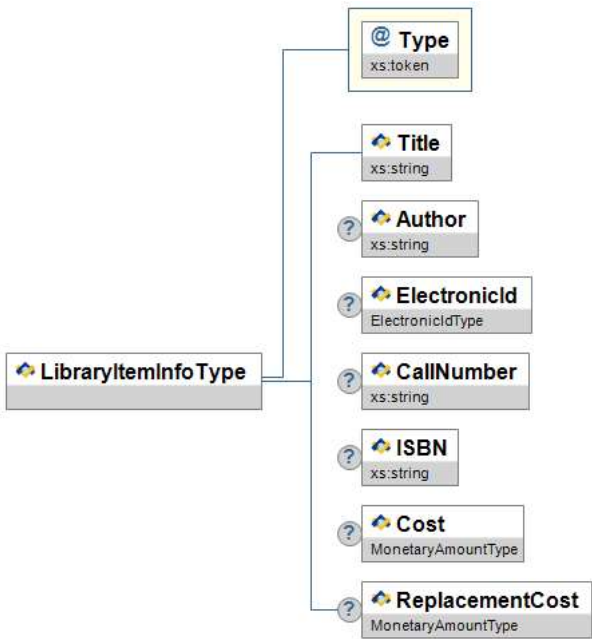 @ Type
xs:token
Title
xs:string
? Author
xs:string
? ElectronicId
ElectronicIdType
LibraryItemInfoType
? CallNumber
xs:string
? ISBN
xs:string
? Cost
MonetaryAmountType
? ReplacementCost
MonetaryAmountType